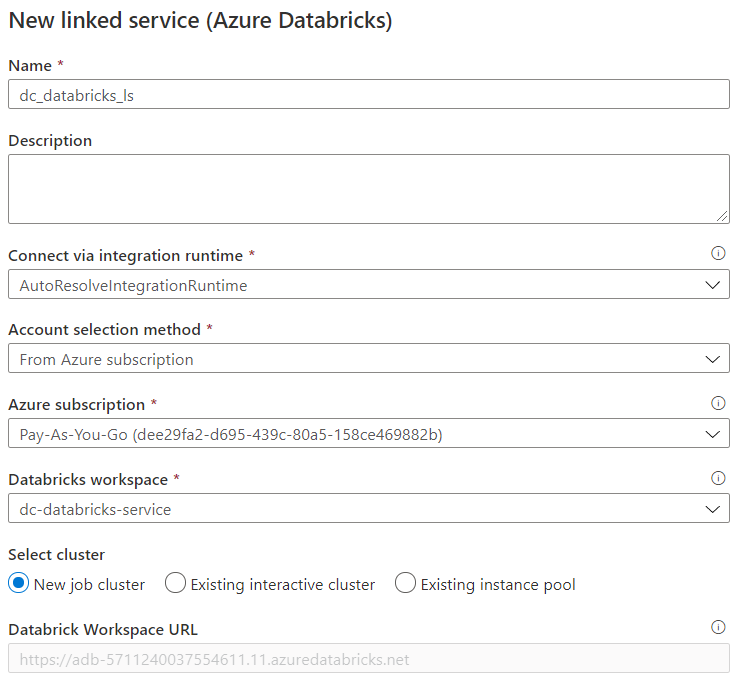 New linked service (Azure Databricks)
Name *
dc_databricks_ls
Description
Connect via integration runtime *
AutoResolveIntegrationRuntime
Account selection method *
From Azure subscription
Azure subscription *
Pay-As-You-Go (dee29fa2-d695-439c-80a5-158ce469882b)
Databricks workspace *
dc-databricks-service
Select cluster
New job cluster Existing interactive cluster Existing instance pool
Databrick Workspace URL
https://adb-5711240037554611.11.azuredatabricks.net